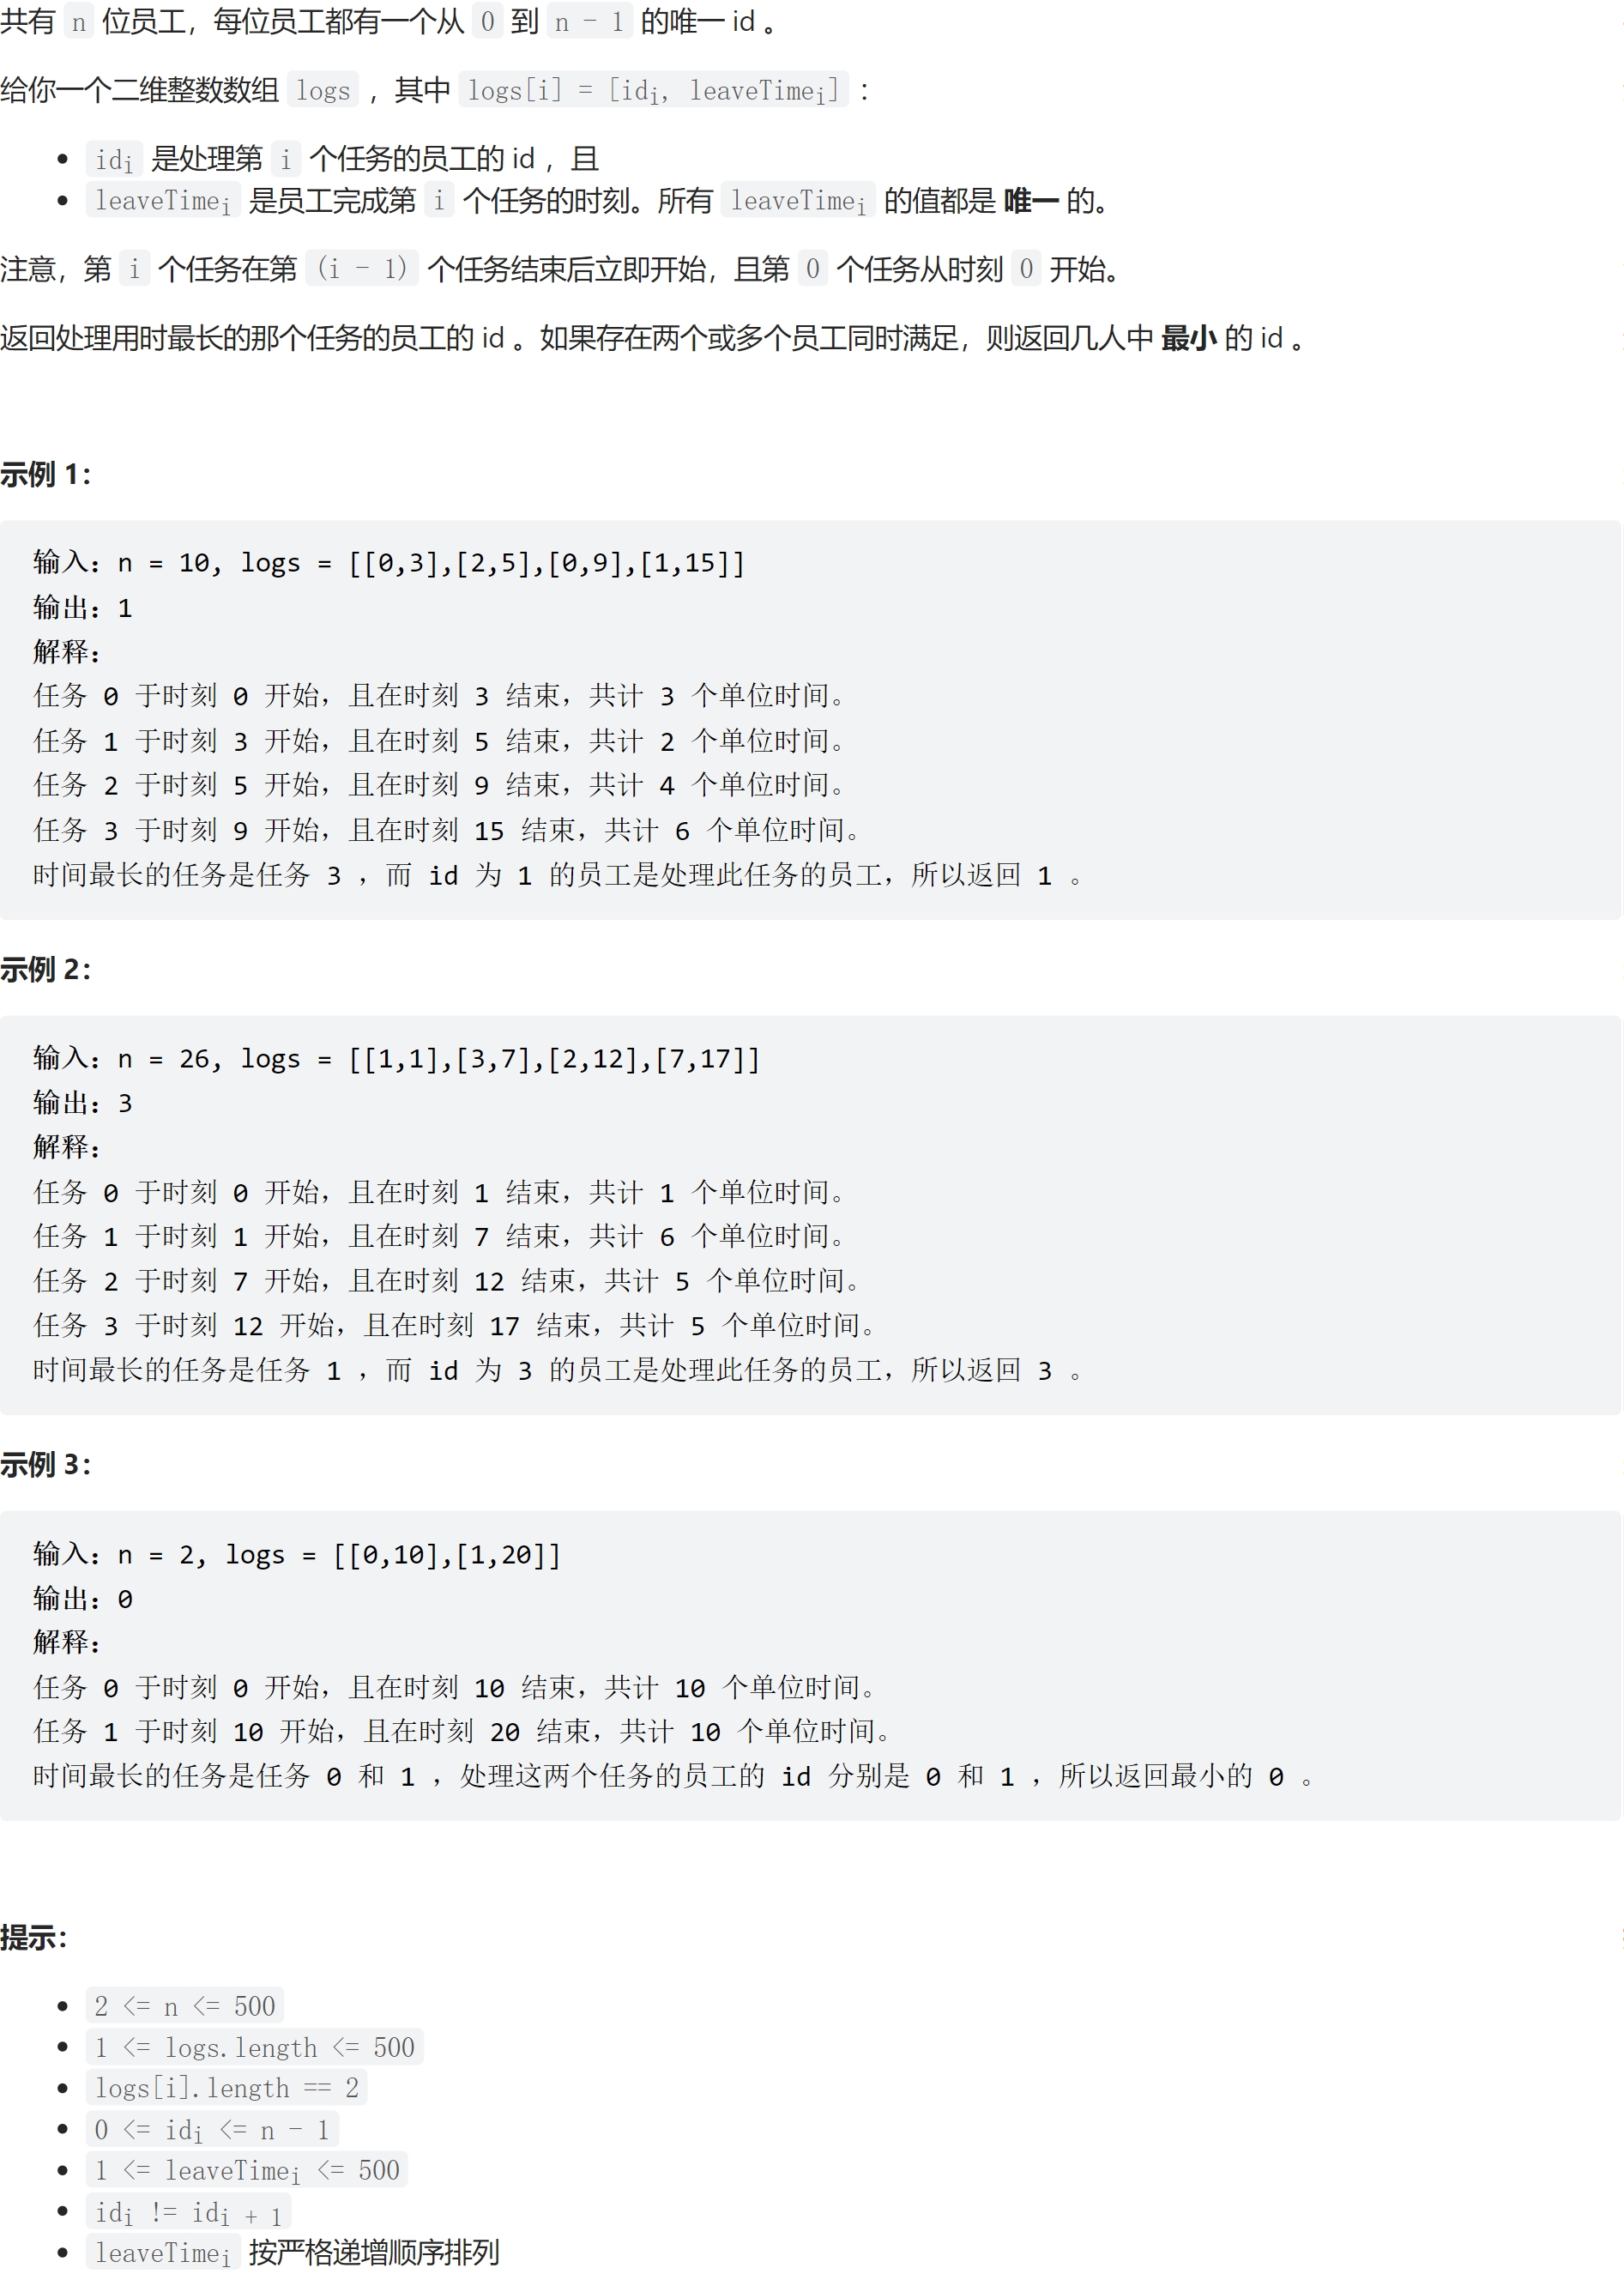 共有 n 位员工，每位员工都有一个从 0 到 n - 1 的唯一 id 。
给你一个二维整数数组 logs ，其中 logs[i] = [idi, leaveTimei] ：
• idi 是处理第 i 个任务的员工的 id ，且
• leaveTimei 是员工完成第 i 个任务的时刻。所有 leaveTimei 的值都是 唯一 的。
注意，第 i 个任务在第 (i - 1) 个任务结束后立即开始，且第 0 个任务从时刻 0 开始。
返回处理用时最长的那个任务的员工的 id 。如果存在两个或多个员工同时满足，则返回几人中 最小 的 id 。
示例 1：
输入：n = 10, logs = [[0,3],[2,5],[0,9],[1,15]]
输出：1
解释：
任务 0 于时刻 0 开始，且在时刻 3 结束，共计 3 个单位时间。
任务 1 于时刻 3 开始，且在时刻 5 结束，共计 2 个单位时间。
任务 2 于时刻 5 开始，且在时刻 9 结束，共计 4 个单位时间。
任务 3 于时刻 9 开始，且在时刻 15 结束，共计 6 个单位时间。
时间最长的任务是任务 3 ，而 id 为 1 的员工是处理此任务的员工，所以返回 1 。
示例 2：
输入：n = 26, logs = [[1,1],[3,7],[2,12],[7,17]]
输出：3
解释：
任务 0 于时刻 0 开始，且在时刻 1 结束，共计 1 个单位时间。
任务 1 于时刻 1 开始，且在时刻 7 结束，共计 6 个单位时间。
任务 2 于时刻 7 开始，且在时刻 12 结束，共计 5 个单位时间。
任务 3 于时刻 12 开始，且在时刻 17 结束，共计 5 个单位时间。
时间最长的任务是任务 1 ，而 id 为 3 的员工是处理此任务的员工，所以返回 3 。
示例 3：
输入：n = 2, logs = [[0,10],[1,20]]
输出：0
解释：
任务 0 于时刻 0 开始，且在时刻 10 结束，共计 10 个单位时间。
任务 1 于时刻 10 开始，且在时刻 20 结束，共计 10 个单位时间。
时间最长的任务是任务 0 和 1 ，处理这两个任务的员工的 id 分别是 0 和 1 ，所以返回最小的 0 。
提示：
• 2 <= n <= 500
• 1 <= logs.length <= 500
• logs[i].length == 2
• 0 <= idi <= n - 1
• 1 <= leaveTimei <= 500
• idi != idi + 1
• leaveTimei 按严格递增顺序排列